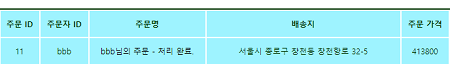 주문 ID 주문자 ID 주문명 배송지 주문 가격
11 bbb bbb님의 주문 - 처리 완료. 서울시 종로구 장전동 장전항로 32-5 413800